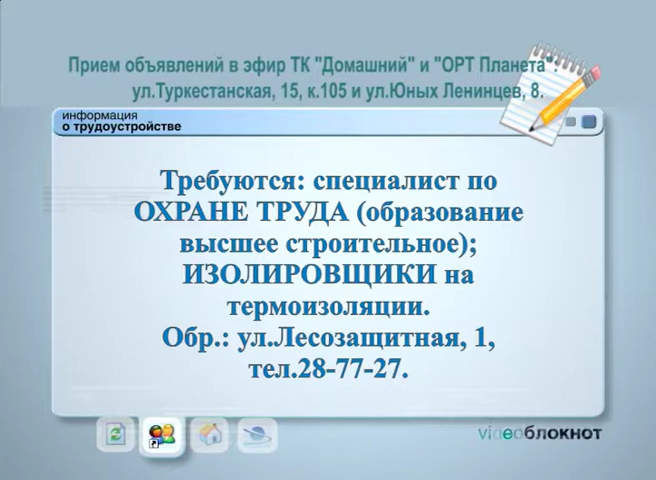 Прием объявлений в эфир ТК "Домашний" и "ОРТ Планета":
ул.Туркестанская, 15, к.105 и ул.Юных Ленинцев, 8.
информация
о трудоустройстве
Требуются: специалист по
ОХРАНЕ ТРУДА (образование
высшее строительное);
ИЗОЛИРОВЩИКИ на
термоизоляции.
Обр.: ул.Лесозащитная, 1,
тел.28-77-27.
videoблокнот